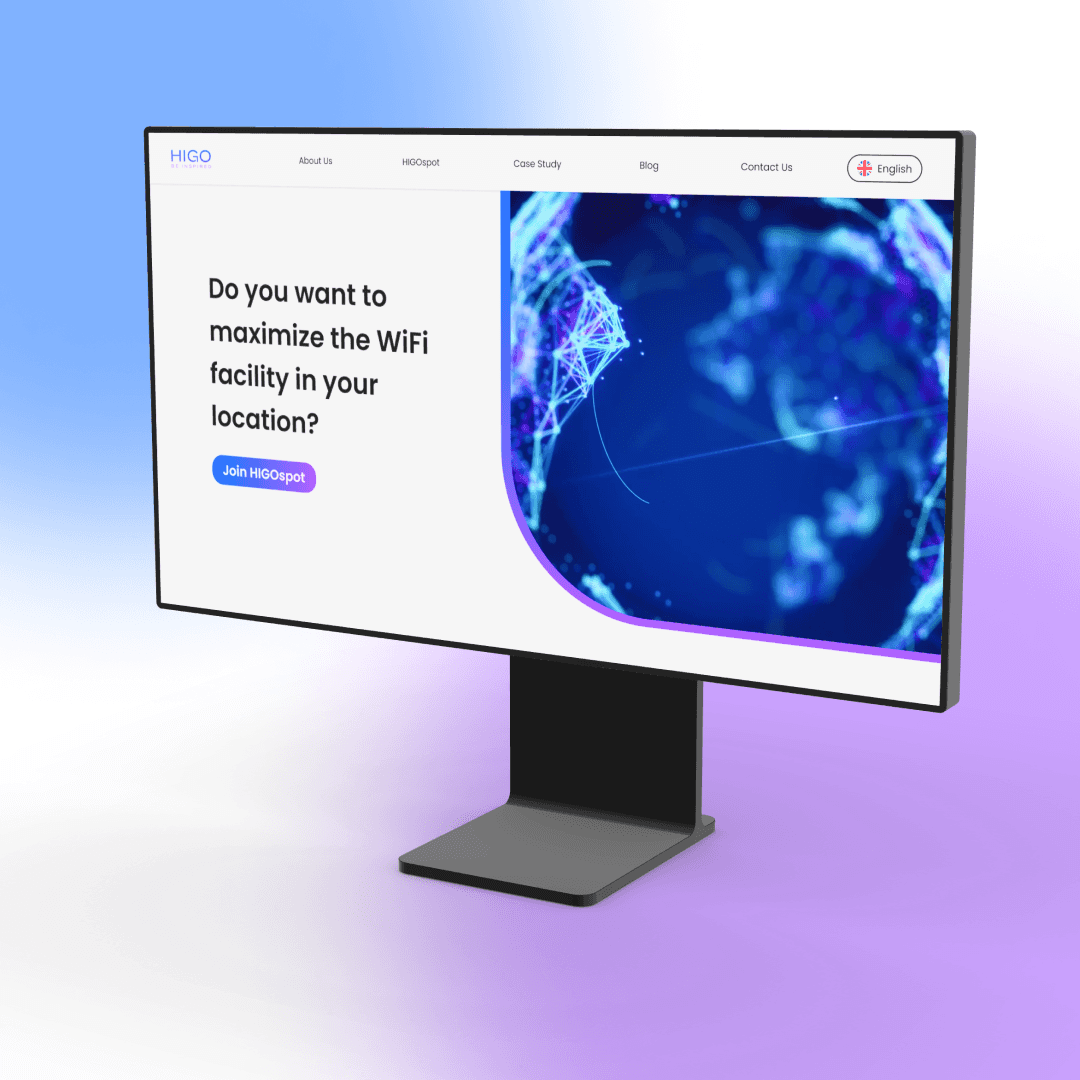 HIGO
BE INSPIRED
About Us
HIGOspot
Case Study
Blog
Contact Us
English
Do you want to
maximize the WiFi
facility in your
location?
Join HIGOspot